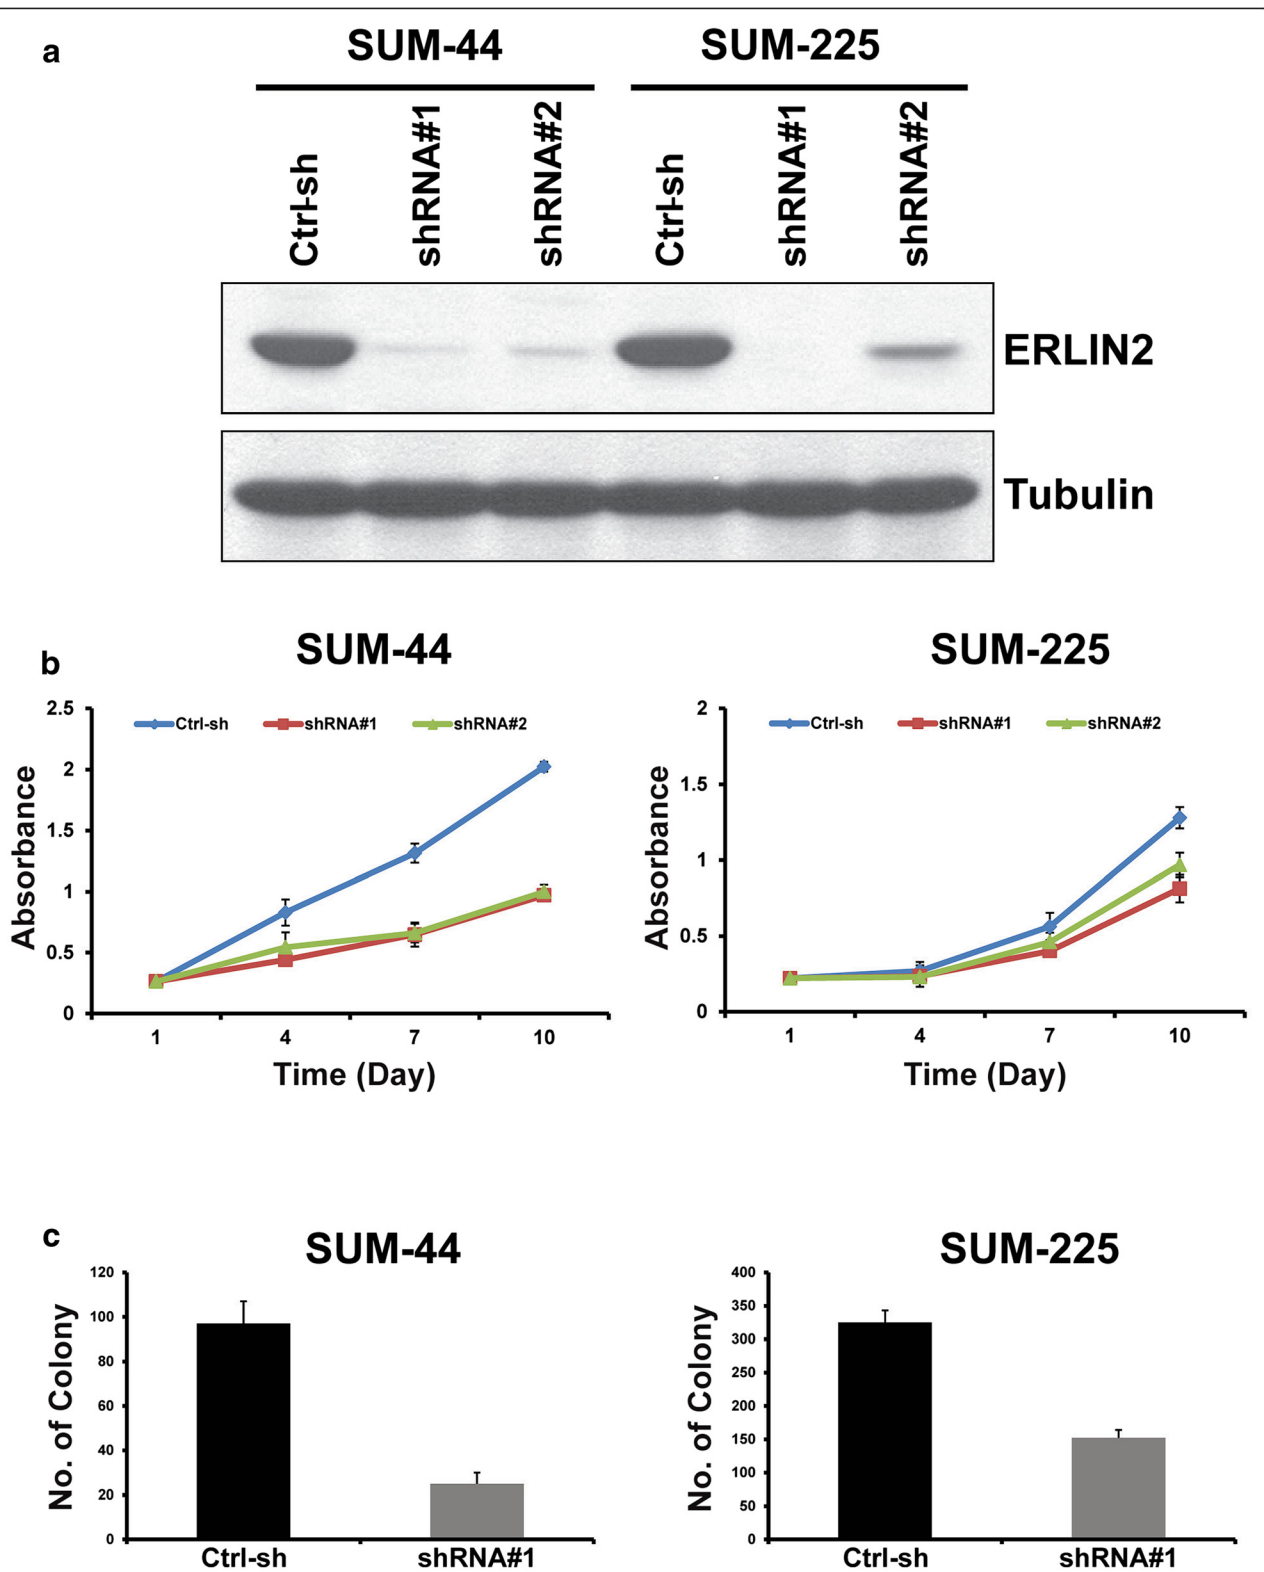 a
SUM-44 SUM-225
Ctrl-sh shRNA#1 shRNA#2 Ctrl-sh shRNA#1 shRNA#2
ERLIN2
Tubulin
b
SUM-44
2.5
2
1.5
1
0.5
0
Absorbance
Ctrl-sh shRNA#1 shRNA#2
1 4 7 10
Time (Day)
SUM-225
2
1.5
1
0.5
0
Absorbance
Ctrl-sh shRNA#1 shRNA#2
1 4 7 10
Time (Day)
c
SUM-44
120
100
80
60
40
20
0
No. of Colony
Ctrl-sh shRNA#1
SUM-225
400
350
300
250
200
150
100
50
0
No. of Colony
Ctrl-sh shRNA#1